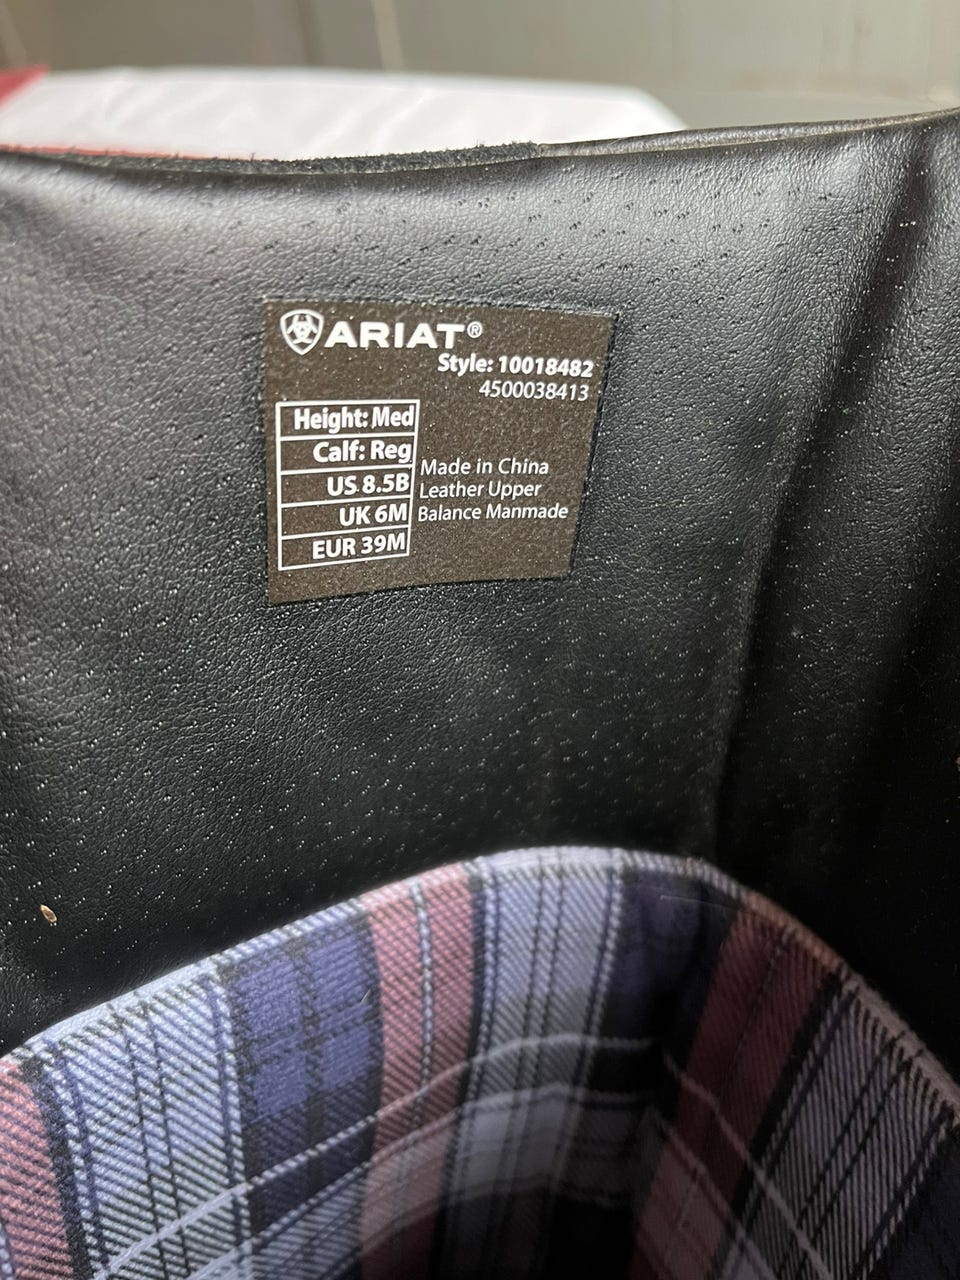 ARIAT®
Style: 10018482
4500038413
Height: Med
Calf: Reg
US 8.5B
UK 6M
EUR 39M
Made in China
Leather Upper
Balance Manmade